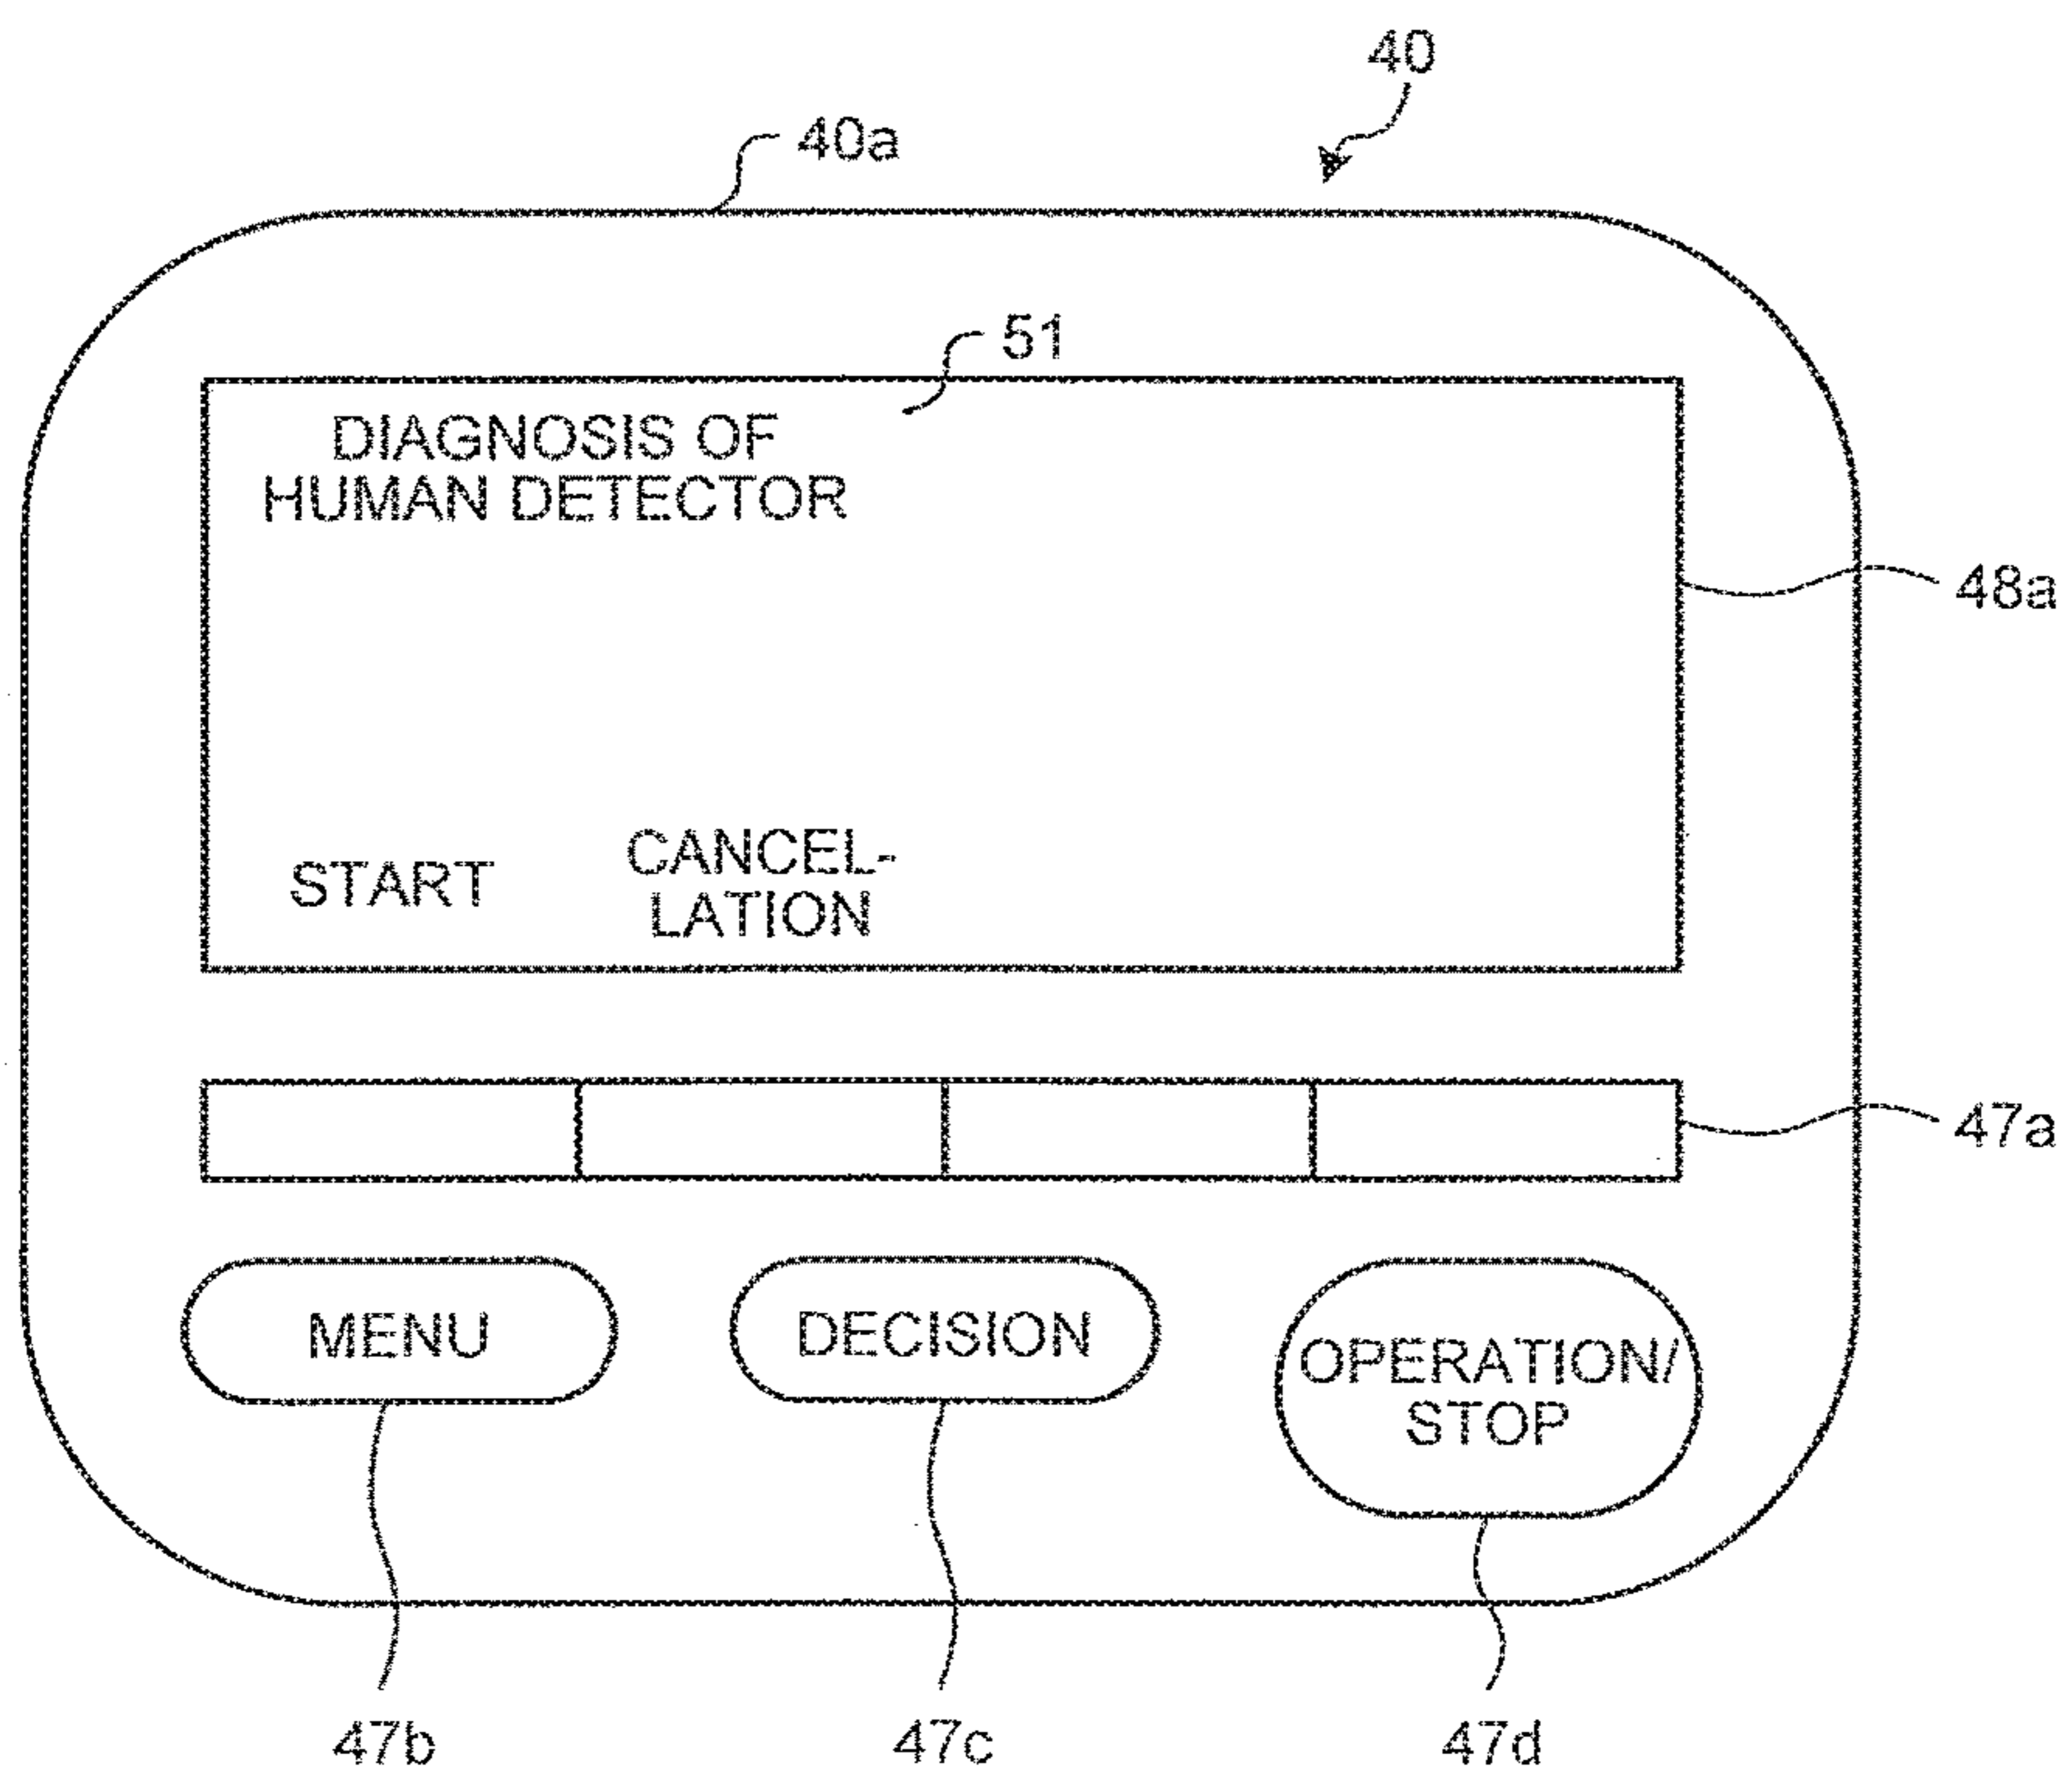 40
40a
51
DIAGNOSIS OF
HUMAN DETECTOR
48a
START
CANCEL-
LATION
47a
MENU
DECISION
OPERATION/
STOP
47b
47c
47d